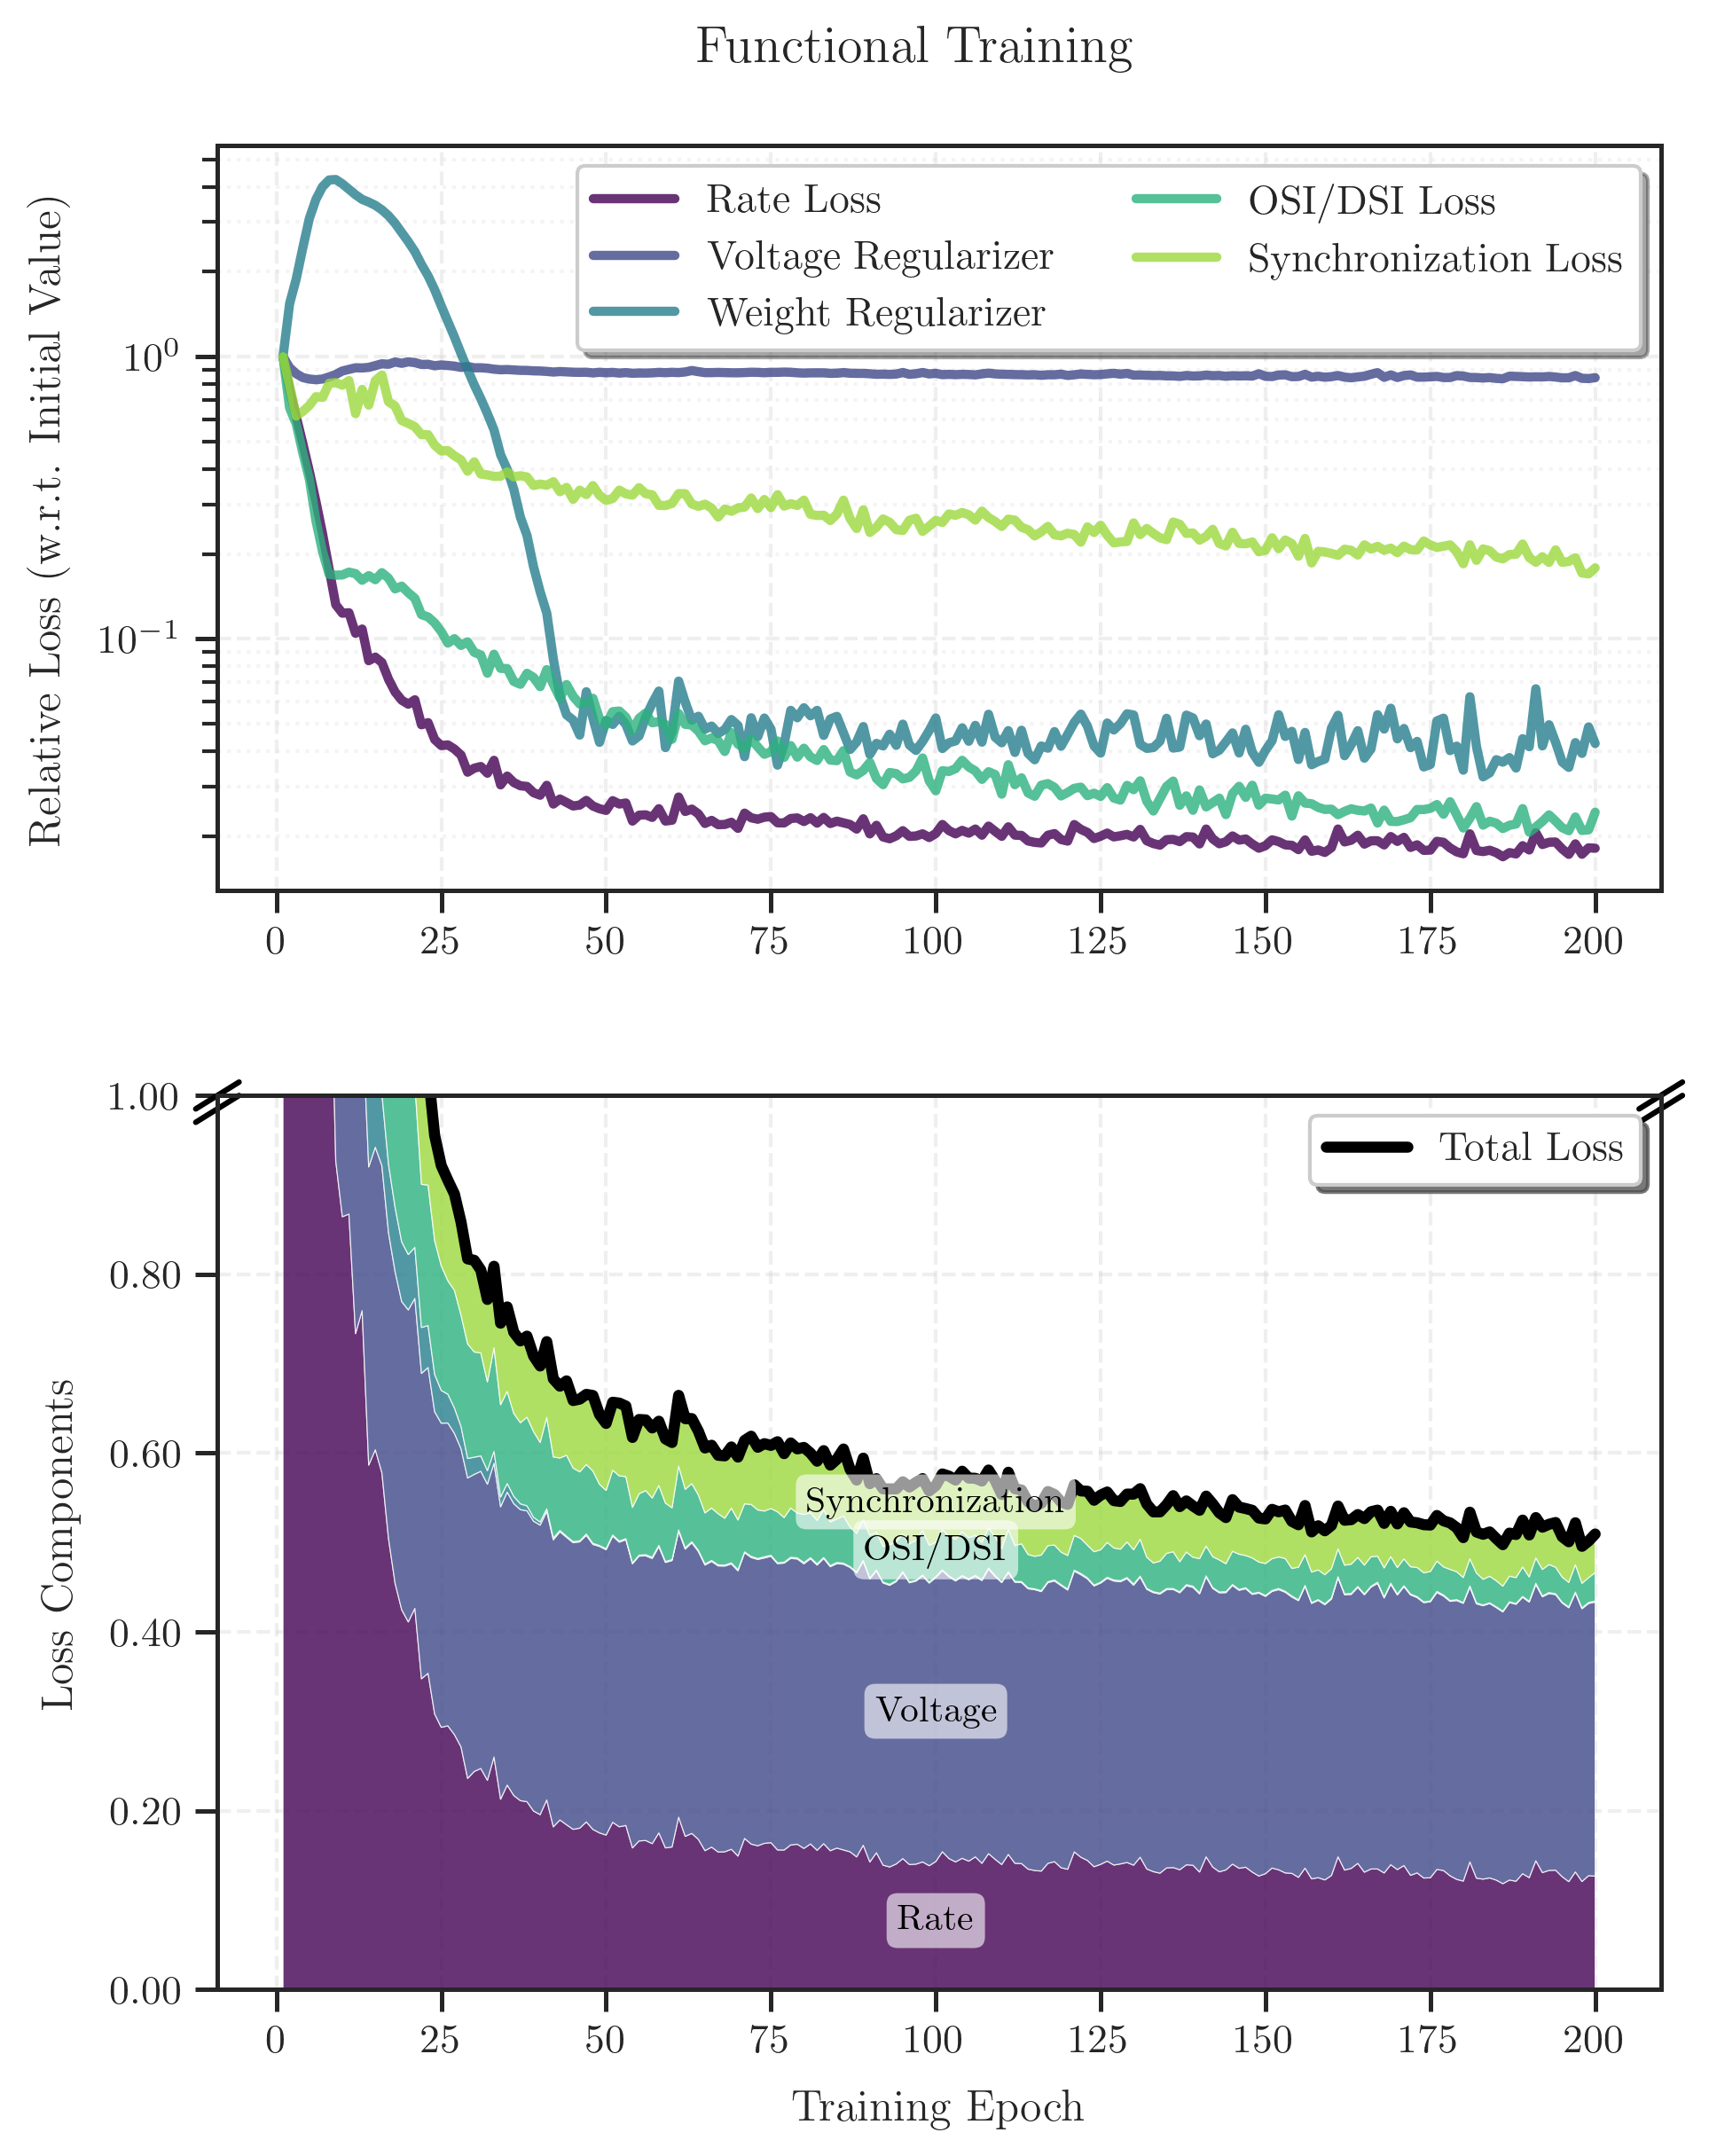 Functional Training
Relative Loss (w.r.t. Initial Value)
10⁰
10⁻¹
Rate Loss
Voltage Regularizer
Weight Regularizer
OSI/DSI Loss
Synchronization Loss
0 25 50 75 100 125 150 175 200
Loss Components
1.00
0.80
0.60
0.40
0.20
0.00
Total Loss
Synchronization
OSI/DSI
Voltage
Rate
0 25 50 75 100 125 150 175 200
Training Epoch